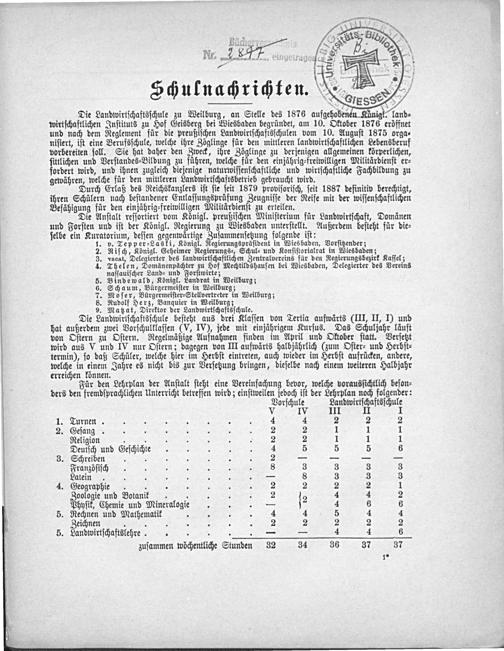 Bücherverzeichnis
Nr. 2897 eingetragen
Universitäts-Bibliothek
GIESSEN
Schulnachrichten.
Die Landwirtschaftsschule zu Weilburg, an Stelle des 1876 aufgehobenen Königl. land-
wirtschaftlichen Instituts zu Hof Geisberg bei Wiesbaden begründet, am 10. Oktober 1876 eröffnet
und nach dem Reglement für die preußischen Landwirtschaftsschulen vom 10. August 1875 orga-
nisiert, ist eine Berufsschule, welche ihre Zöglinge für den mittleren landwirtschaftlichen Lebensberuf
vorbereiten soll. Sie hat daher den Zweck, ihre Zöglinge zu derjenigen allgemeinen körperlichen,
sittlichen und Verstandes-Bildung zu führen, welche für den einjährig-freiwilligen Militärdienst er-
fordert wird, und ihnen zugleich diejenige naturwissenschaftliche und wirtschaftliche Fachbildung zu
gewähren, welche für den mittleren Landwirtschaftsbetrieb gebraucht wird.
Durch Erlaß des Reichskanzlers ist sie seit 1879 provisorisch, seit 1887 definitiv berechtigt,
ihren Schülern nach bestandener Entlassungsprüfung Zeugnisse der Reife mit der wissenschaftlichen
Befähigung für den einjährig-freiwilligen Militärdienst zu erteilen.
Die Anstalt ressortiert vom Königl. preußischen Ministerium für Landwirtschaft, Domänen
und Forsten und ist der Königl. Regierung zu Wiesbaden unterstellt. Außerdem besteht für die-
selbe ein Kuratorium, dessen gegenwärtige Zusammensetzung folgende ist:
1. v. Tepper-Laski, Königl. Regierungspräsident in Wiesbaden, Vorsitzender;
2. Risch, Königl. Geheimer Regierungs-, Schul- und Konsistorialrat in Wiesbaden;
3. vacat, Delegierter des landwirtschaftlichen Zentralvereins für den Regierungsbezirk Kassel;
4. Thelen, Domänenpächter zu Hof Mechtildshausen bei Wiesbaden, Delegierter des Vereins
nassauischer Land- und Forstwirte;
5. Bindewald, Königl. Landrat in Weilburg;
6. Schaum, Bürgermeister in Weilburg;
7. Moser, Bürgermeister-Stellvertreter in Weilburg;
8. Rudolf Herz, Banquier in Weilburg;
9. Matzat, Direktor der Landwirtschaftsschule.
Die Landwirtschaftsschule besteht aus drei Klassen von Tertia aufwärts (III, II, I) und
hat außerdem zwei Vorschulklassen (V, IV), jede mit einjährigem Kursus. Das Schuljahr läuft
von Ostern zu Ostern. Regelmäßige Aufnahmen finden im April und Oktober statt. Versetzt
wird aus V und IV nur Ostern; dagegen von III aufwärts halbjährlich (zum Oster- und Herbst-
termin), so daß Schüler, welche hier im Herbst eintreten, auch wieder im Herbst aufrücken, andere,
welche in einem Jahre es nicht bis zur Versetzung bringen, dieselbe nach einem weiteren Halbjahr
erreichen können.
Für den Lehrplan der Anstalt steht eine Vereinfachung bevor, welche voraussichtlich beson-
ders den fremdsprachlichen Unterricht betreffen wird; einstweilen jedoch ist der Lehrplan noch folgender:
Vorschule Landwirtschaftsschule
V IV III II I
1. Turnen . . . . . . . . 4 4 2 2 2
2. Gesang . . . . . . . . 2 2 1 1 1
Religion . . . . . . . . 2 2 1 1 1
Deutsch und Geschichte . . . . 4 5 5 5 6
3. Schreiben . . . . . . . . 2 — — — —
Französisch . . . . . . . . 8 3 3 3 3
Latein . . . . . . . . — 8 3 3 3
4. Geographie . . . . . . . . 2 2 2 2 1
Zoologie und Botanik . . . . 2 {2 4 4 2
Physik, Chemie und Mineralogie . . — 4 6 6
5. Rechnen und Mathematik . . . . 4 4 5 4 4
Zeichnen . . . . . . . . 2 2 2 2 2
5. Landwirtschaftslehre . . . . . — — 4 4 6
zusammen wöchentliche Stunden 32 34 36 37 37
1*